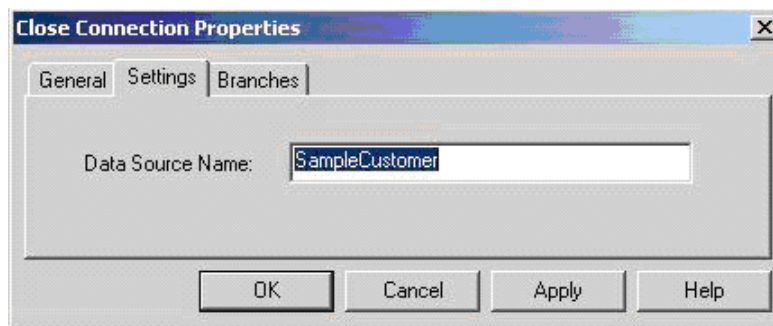 Close Connection Properties
General Settings Branches
Data Source Name: SampleCustomer
OK Cancel Apply Help